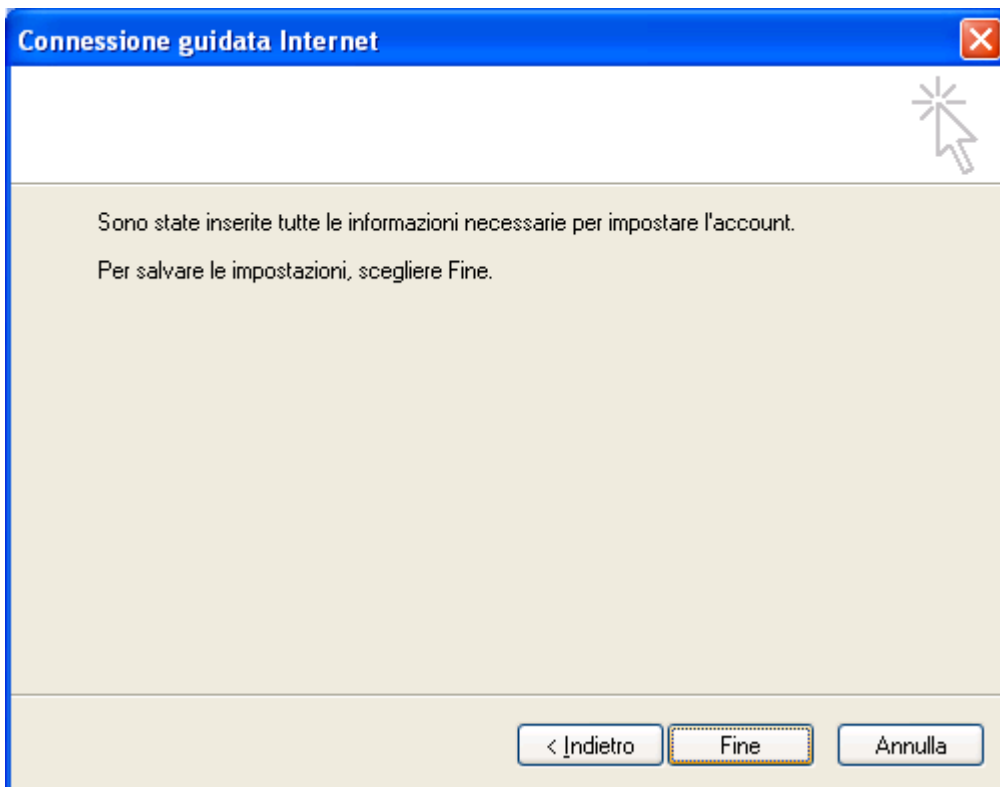 Connessione guidata Internet
Sono state inserite tutte le informazioni necessarie per impostare l'account.
Per salvare le impostazioni, scegliere Fine.
< Indietro
Fine
Annulla